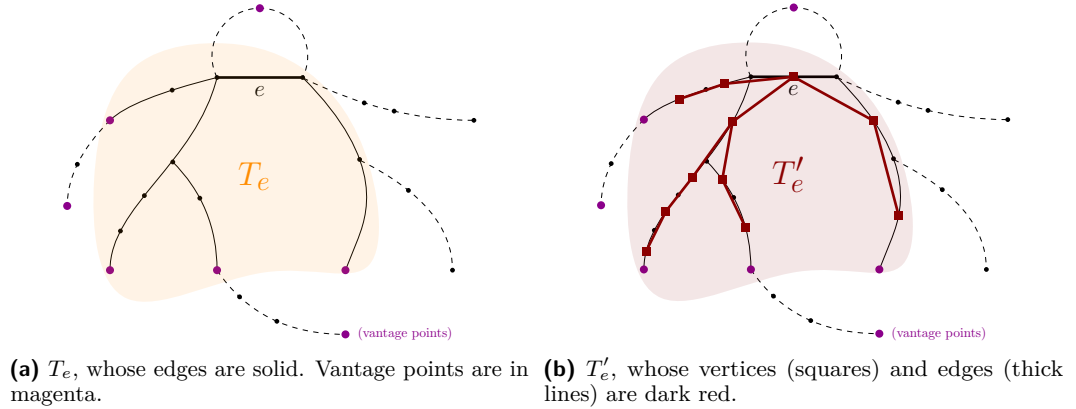 e
T_e
(vantage points)
(a) T_e, whose edges are solid. Vantage points are in
magenta.
e
T'_e
(vantage points)
(b) T'_e, whose vertices (squares) and edges (thick
lines) are dark red.